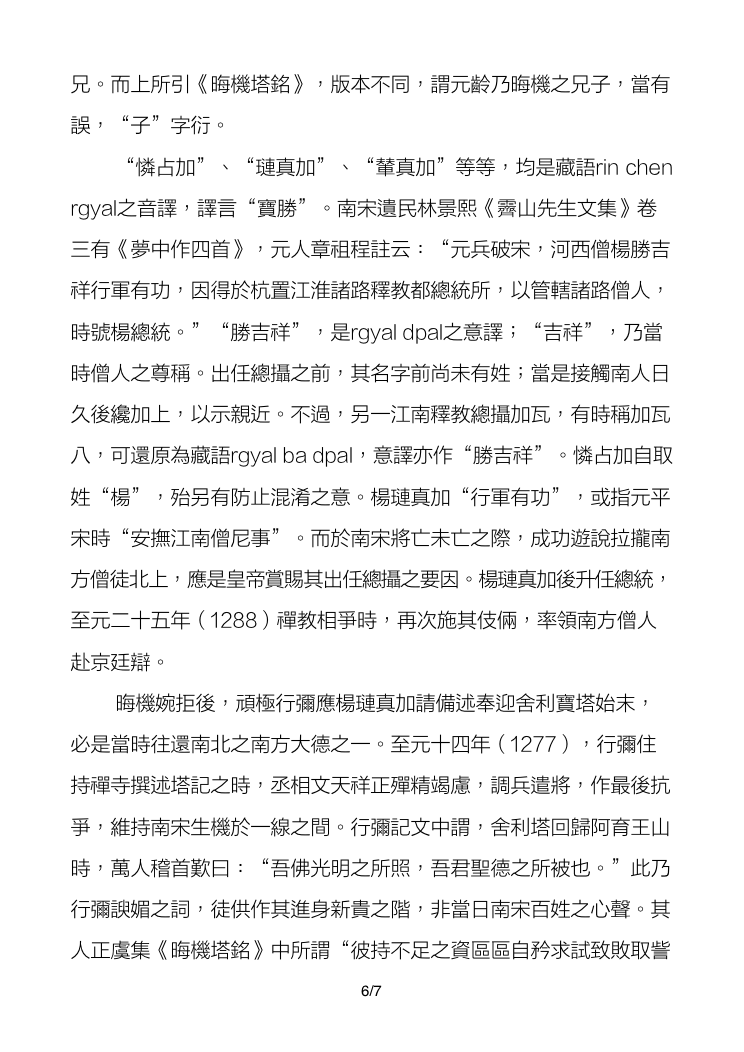 兄。而上所引《晦機塔銘》，版本不同，謂元齡乃晦機之兄子，當有
誤，“子”字衍。
“憐占加”、“璉真加”、“輦真加”等等，均是藏語rin chen
rgyal之音譯，譯言“寶勝”。南宋遺民林景熙《霽山先生文集》卷
三有《夢中作四首》，元人章祖程註云：“元兵破宋，河西僧楊勝吉
祥行軍有功，因得於杭置江淮諸路釋教都總統所，以管轄諸路僧人，
時號楊總統。”“勝吉祥”，是rgyal dpal之意譯；“吉祥”，乃當
時僧人之尊稱。出任總攝之前，其名字前尚未有姓；當是接觸南人日
久後纔加上，以示親近。不過，另一江南釋教總攝加瓦，有時稱加瓦
八，可還原為藏語rgyal ba dpal，意譯亦作“勝吉祥”。憐占加自取
姓“楊”，殆另有防止混淆之意。楊璉真加“行軍有功”，或指元平
宋時“安撫江南僧尼事”。而於南宋將亡未亡之際，成功遊說拉攏南
方僧徒北上，應是皇帝賞賜其出任總攝之要因。楊璉真加後升任總統，
至元二十五年（1288）禪教相爭時，再次施其伎倆，率領南方僧人
赴京廷辯。
晦機婉拒後，頑極行彌應楊璉真加請備述奉迎舍利寶塔始末，
必是當時往還南北之南方大德之一。至元十四年（1277），行彌住
持禪寺撰述塔記之時，丞相文天祥正殫精竭慮，調兵遣將，作最後抗
爭，維持南宋生機於一線之間。行彌記文中謂，舍利塔回歸阿育王山
時，萬人稽首歎曰：“吾佛光明之所照，吾君聖德之所被也。”此乃
行彌諛媚之詞，徒供作其進身新貴之階，非當日南宋百姓之心聲。其
人正虞集《晦機塔銘》中所謂“彼持不足之資區區自矜求試致敗取訾
6/7